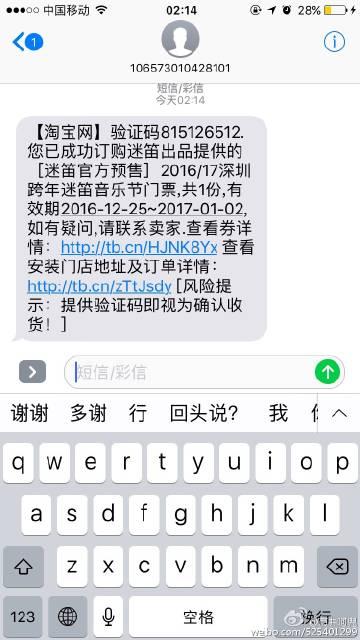 中国移动
02:14
28%
1
106573010428101
短信/彩信
今天02:14
【淘宝网】验证码815126512.
您已成功订购迷笛出品提供的
[迷笛官方预售] 2016/17深圳
跨年迷笛音乐节门票,共1份,有
效期2016-12-25~2017-01-02,
如有疑问,请联系卖家.查看券详
情：http://tb.cn/HJNK8Yx 查看
安装门店地址及订单详情：
http://tb.cn/zTtJsdy [风险提
示：提供验证码即视为确认收
货！]
短信/彩信
谢谢 多谢 行 回头说? 我
q w e r t y u i o p
a s d f g h j k l
z x c v b n m
123 空格 换行
weibo.com/525401299